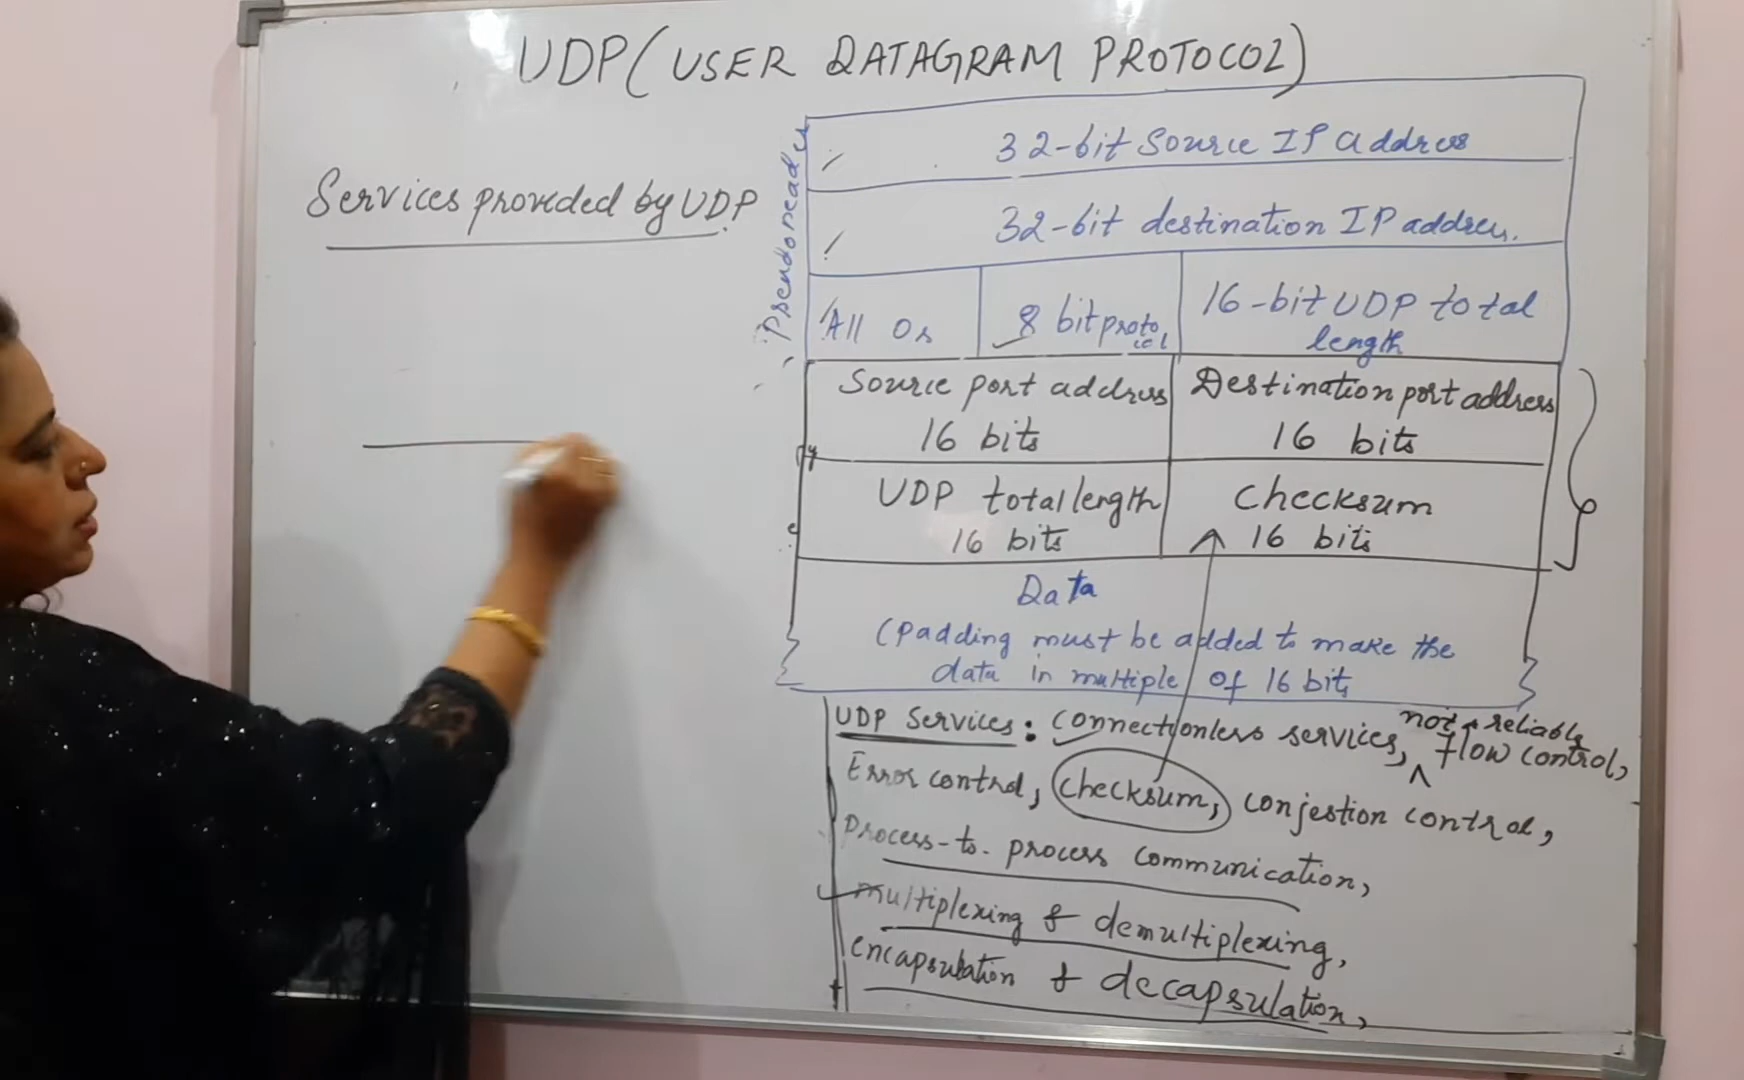 UDP (USER DATAGRAM PROTOCOL)
Services provided by UDP
Pseudoheader
32-bit Source IP address
32-bit destination IP address.
All 0s
8 bit protocol
16-bit UDP total length
Source port address
16 bits
Destination port address
16 bits
UDP total length
16 bits
Checksum
16 bits
Data
(Padding must be added to make the
data in multiple of 16 bits
UDP Services: Connectionless services, not reliable flow control,
Error control, checksum, conjestion control,
Process-to-process communication,
multiplexing & demultiplexing,
encapsulation & decapsulation,